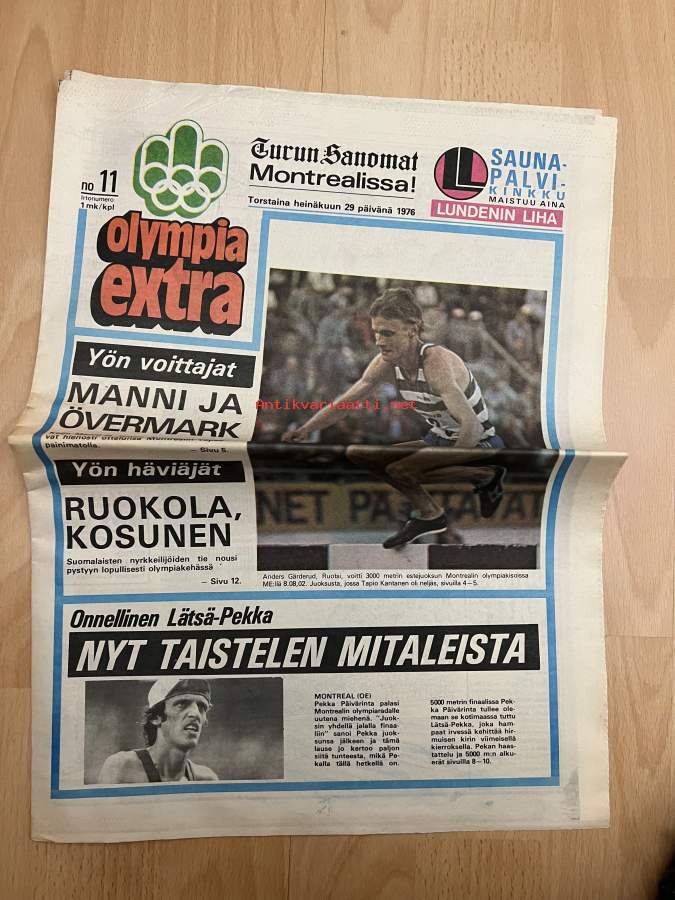 no 11
Irtonumero
1 mk/kpl
olympia
extra
Turun Sanomat
Montrealissa!
Torstaina heinäkuun 29 päivänä 1976
SAUNA-
PALVI-
KINKKU
MAISTUU AINA
LUNDENIN LIHA
Yön voittajat
MANNI JA
ÖVERMARK
vat hienosti
painimatolla
— Sivu 5.
Yön häviäjät
RUOKOLA,
KOSUNEN
Suomalaisten nyrkkeilijöiden tie nousi
pystyyn lopullisesti olympiakehässä
— Sivu 12.
Antikvariaatti.net
NET PA
Anders Gärderud, Ruotsi, voitti 3000 metrin estejuoksun Montrealin olympiakisoissa
ME:llä 8.08,02. Juoksusta, jossa Tapio Kantanen oli neljäs, sivuilla 4—5.
Onnellinen Lätsä-Pekka
NYT TAISTELEN MITALEISTA
MONTREAL (OE)
Pekka Päivärinta palasi
Montrealin olympiaradalle
uutena miehenä. "Juok-
sin yhdellä jalalla finaa-
liin" sanoi Pekka juok-
sunsa jälkeen ja tämä
lause jo kertoo paljon
siitä tunteesta, mikä Pe-
kalla tällä hetkellä on.
5000 metrin finaalissa Pek-
ka Päivärinta tullee ole-
maan se kotimaassa tuttu
Lätsä-Pekka, joka ham-
paat irvessä kehittää hir-
muisen kirin viimeisellä
kierroksella. Pekan haas-
tattelu ja 5000 m:n alku-
erät sivuilla 8—10.